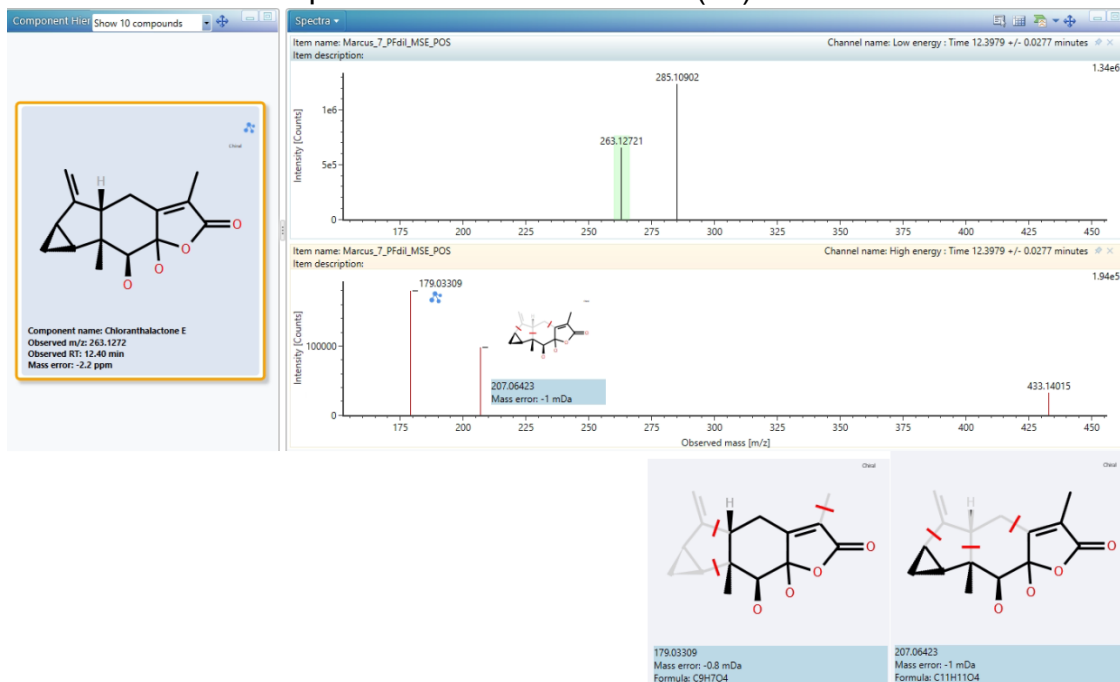 Component Hier
Show 10 compounds
Chiral
H
O
O
O
O
Component name: Chloranthalactone E
Observed m/z: 263.1272
Observed RT: 12.40 min
Mass error: -2.2 ppm
Spectra
Item name: Marcus_7_PFdil_MSE_POS
Channel name: Low energy : Time 12.3979 +/- 0.0277 minutes
Item description:
1.34e6
285.10902
263.12721
Intensity [Counts]
1e6
5e5
0
175 200 225 250 275 300 325 350 375 400 425 450
Item name: Marcus_7_PFdil_MSE_POS
Channel name: High energy : Time 12.3979 +/- 0.0277 minutes
Item description:
1.94e5
179.03309
207.06423
Mass error: -1 mDa
433.14015
Intensity [Counts]
100000
0
175 200 225 250 275 300 325 350 375 400 425 450
Observed mass [m/z]
Chiral
H
O
O
O
O
179.03309
Mass error: -0.8 mDa
Formula: C9H7O4
Chiral
H
O
O
O
O
207.06423
Mass error: -1 mDa
Formula: C11H11O4